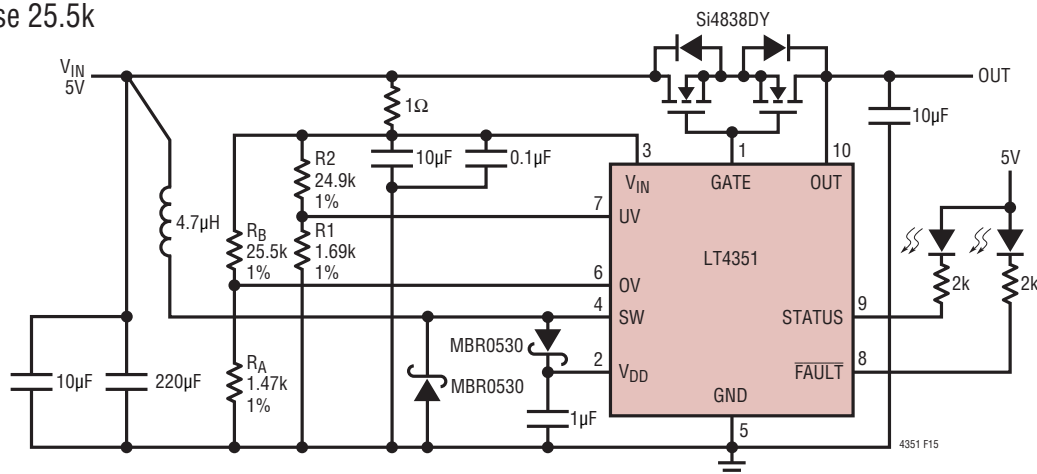 se 25.5k
Si4838DY
VIN
5V
OUT
1Ω
10µF
10µF
0.1µF
R2
24.9k
1%
3
1
10
5V
VIN
GATE
OUT
7
UV
4.7µH
RB
25.5k
1%
R1
1.69k
1%
LT4351
6
OV
2k
2k
4
SW
STATUS
9
MBR0530
2
VDD
FAULT
8
10µF
220µF
RA
1.47k
1%
MBR0530
1µF
GND
5
4351 F15